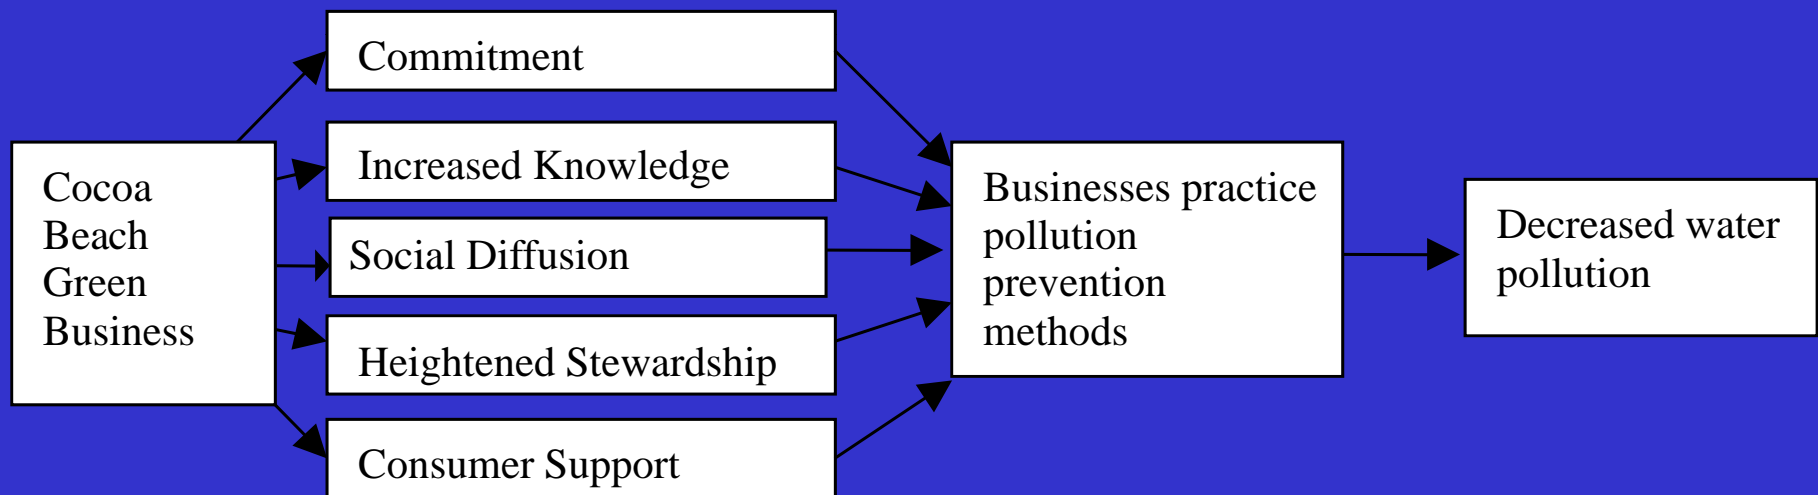 Cocoa
Beach
Green
Business
Commitment
Increased Knowledge
Social Diffusion
Heightened Stewardship
Consumer Support
Businesses practice
pollution
prevention
methods
Decreased water
pollution